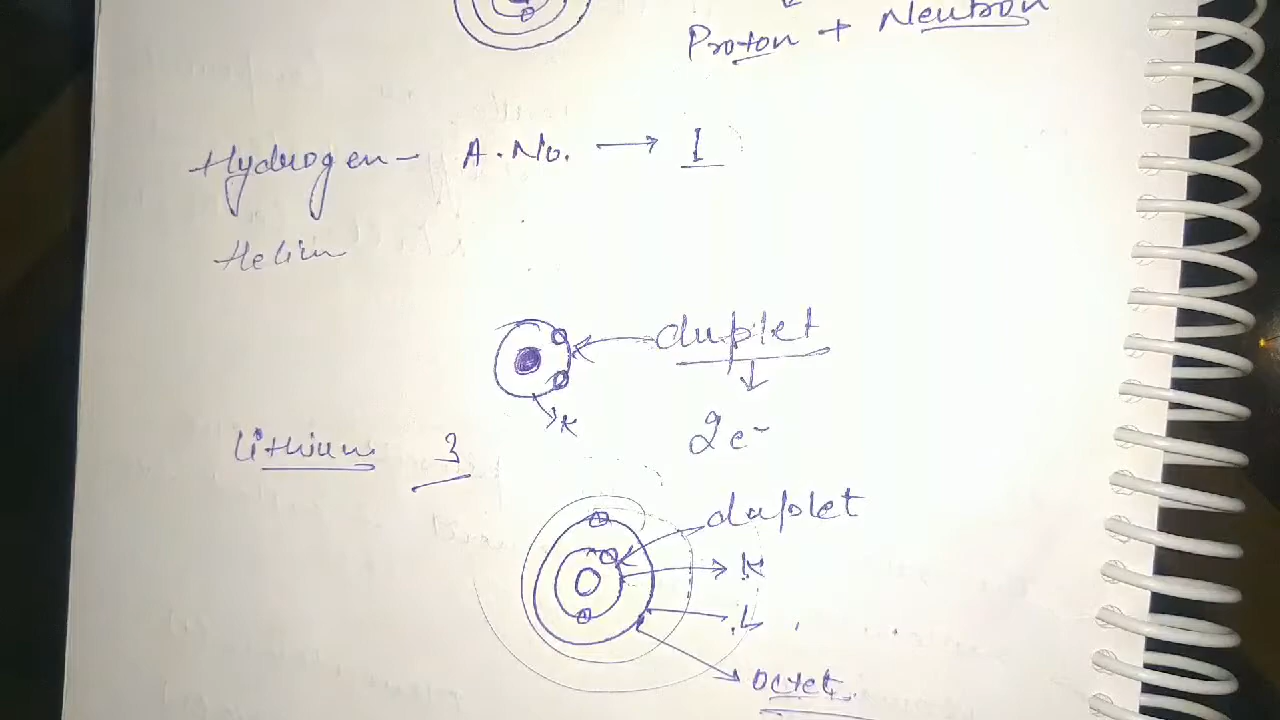 Proton + Neutron
Hydrogen - A.No. → 1
Helium
duplet
K
2e-
Lithium 3
duplet
K
L
octet